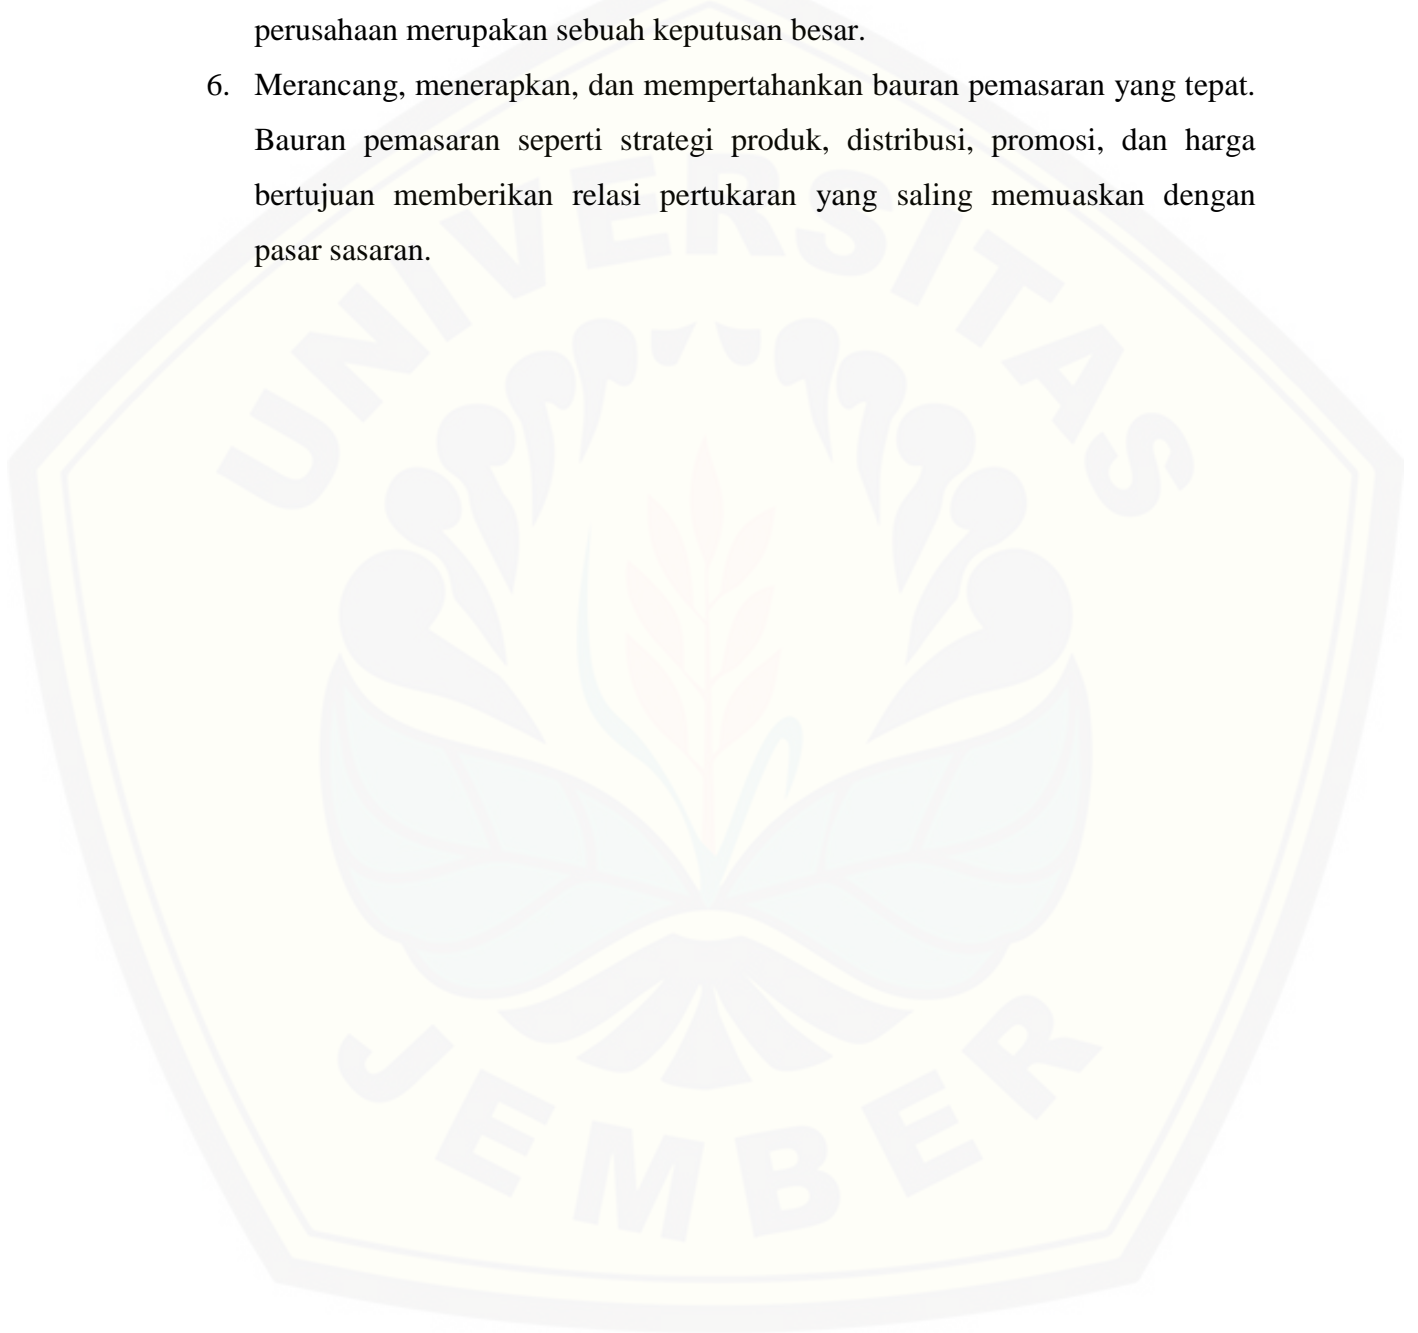 perusahaan merupakan sebuah keputusan besar.
6. Merancang, menerapkan, dan mempertahankan bauran pemasaran yang tepat.
Bauran pemasaran seperti strategi produk, distribusi, promosi, dan harga
bertujuan memberikan relasi pertukaran yang saling memuaskan dengan
pasar sasaran.
UNIVERSITAS
JEMBER